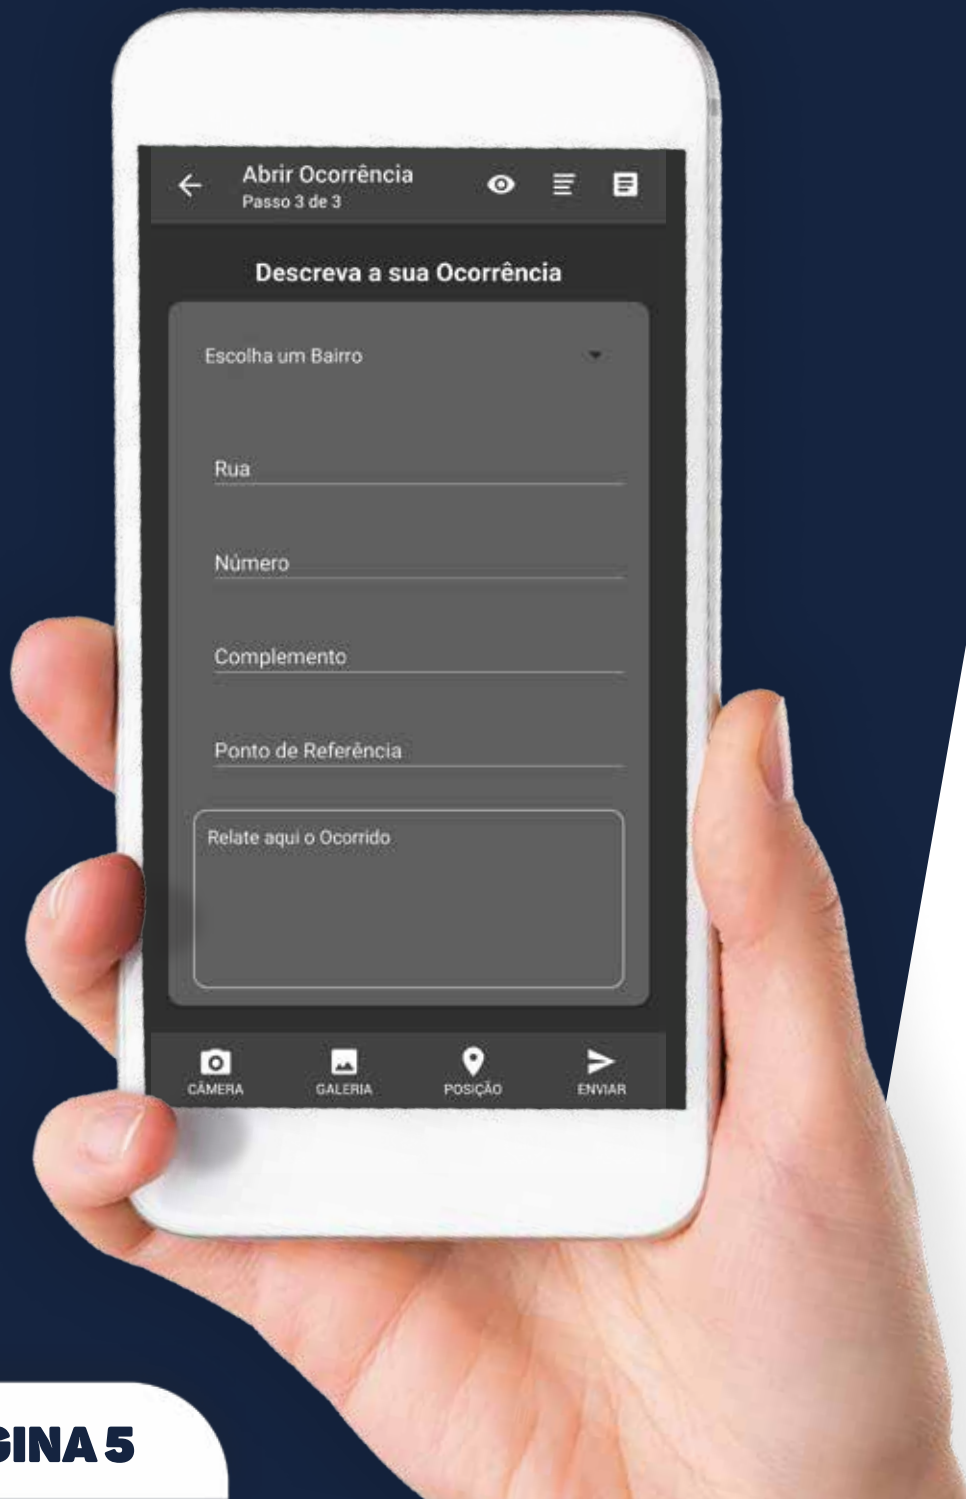 Abrir Ocorrência
Passo 3 de 3
Descreva a sua Ocorrência
Escolha um Bairro
Rua
Número
Complemento
Ponto de Referência
Relate aqui o Ocorrido
CÂMERA
GALERIA
POSIÇÃO
ENVIAR
GINA 5